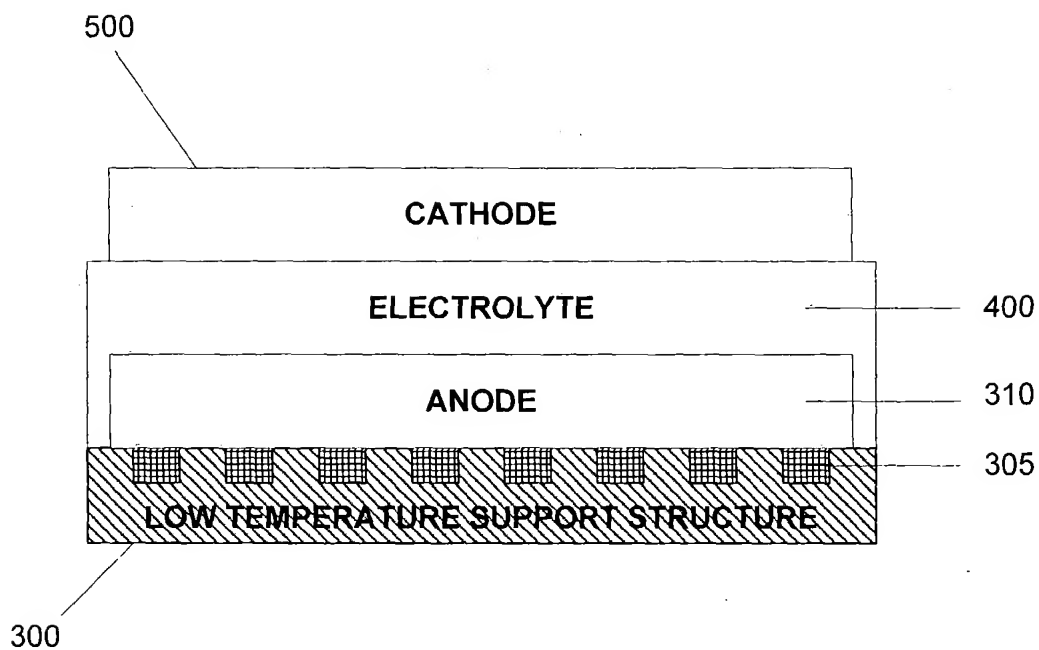 500
CATHODE
ELECTROLYTE
400
ANODE
310
305
LOW TEMPERATURE SUPPORT STRUCTURE
300